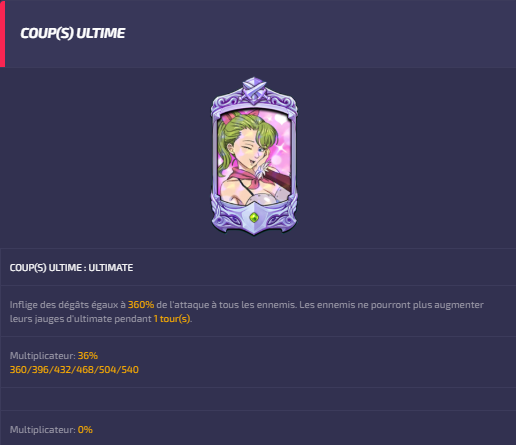 COUP(S) ULTIME
COUP(S) ULTIME : ULTIMATE
Inflige des dégâts égaux à 360% de l'attaque à tous les ennemis. Les ennemis ne pourront plus augmenter
leurs jauges d'ultimate pendant 1 tour(s).
Multiplicateur: 36%
360/396/432/468/504/540
Multiplicateur: 0%